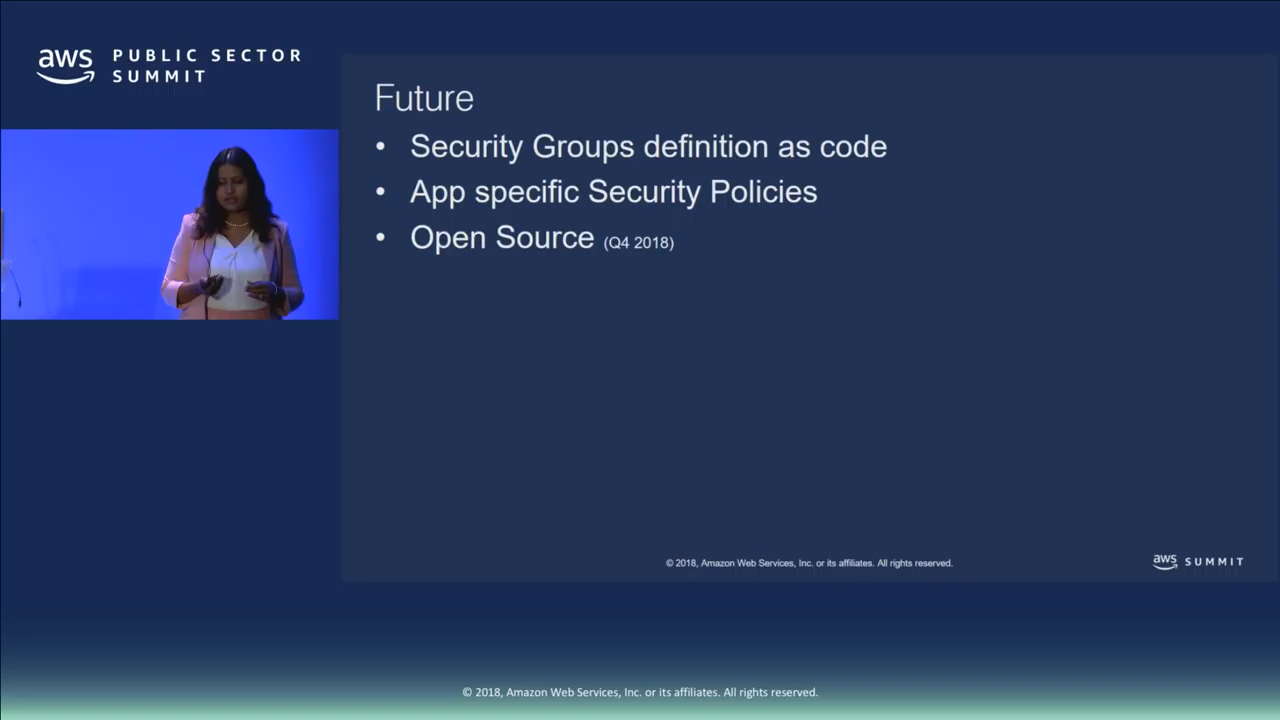 aws PUBLIC SECTOR
SUMMIT
Future
• Security Groups definition as code
• App specific Security Policies
• Open Source (Q4 2018)
© 2018, Amazon Web Services, Inc. or its affiliates. All rights reserved.
aws SUMMIT
© 2018, Amazon Web Services, Inc. or its affiliates. All rights reserved.